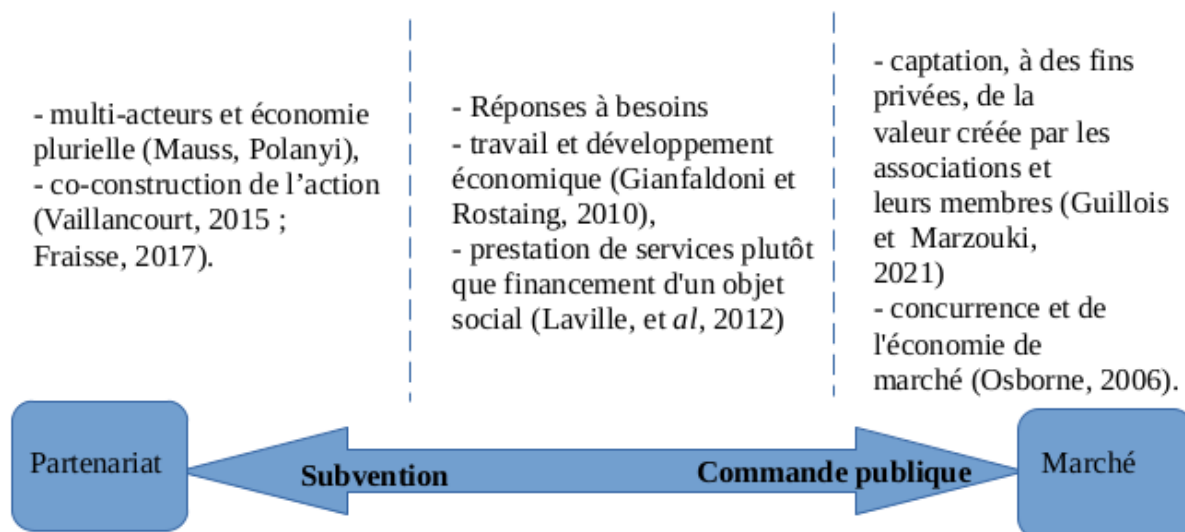 - multi-acteurs et économie
plurielle (Mauss, Polanyi),
- co-construction de l’action
(Vaillancourt, 2015 ;
Fraisse, 2017).
- Réponses à besoins
- travail et développement
économique (Gianfaldoni et
Rostaing, 2010),
- prestation de services plutôt
que financement d'un objet
social (Laville, et al, 2012)
- captation, à des fins
privées, de la
valeur créée par les
associations et
leurs membres (Guillois
et Marzouki,
2021)
- concurrence et de
l'économie de
marché (Osborne, 2006).
Partenariat
Subvention
Commande publique
Marché